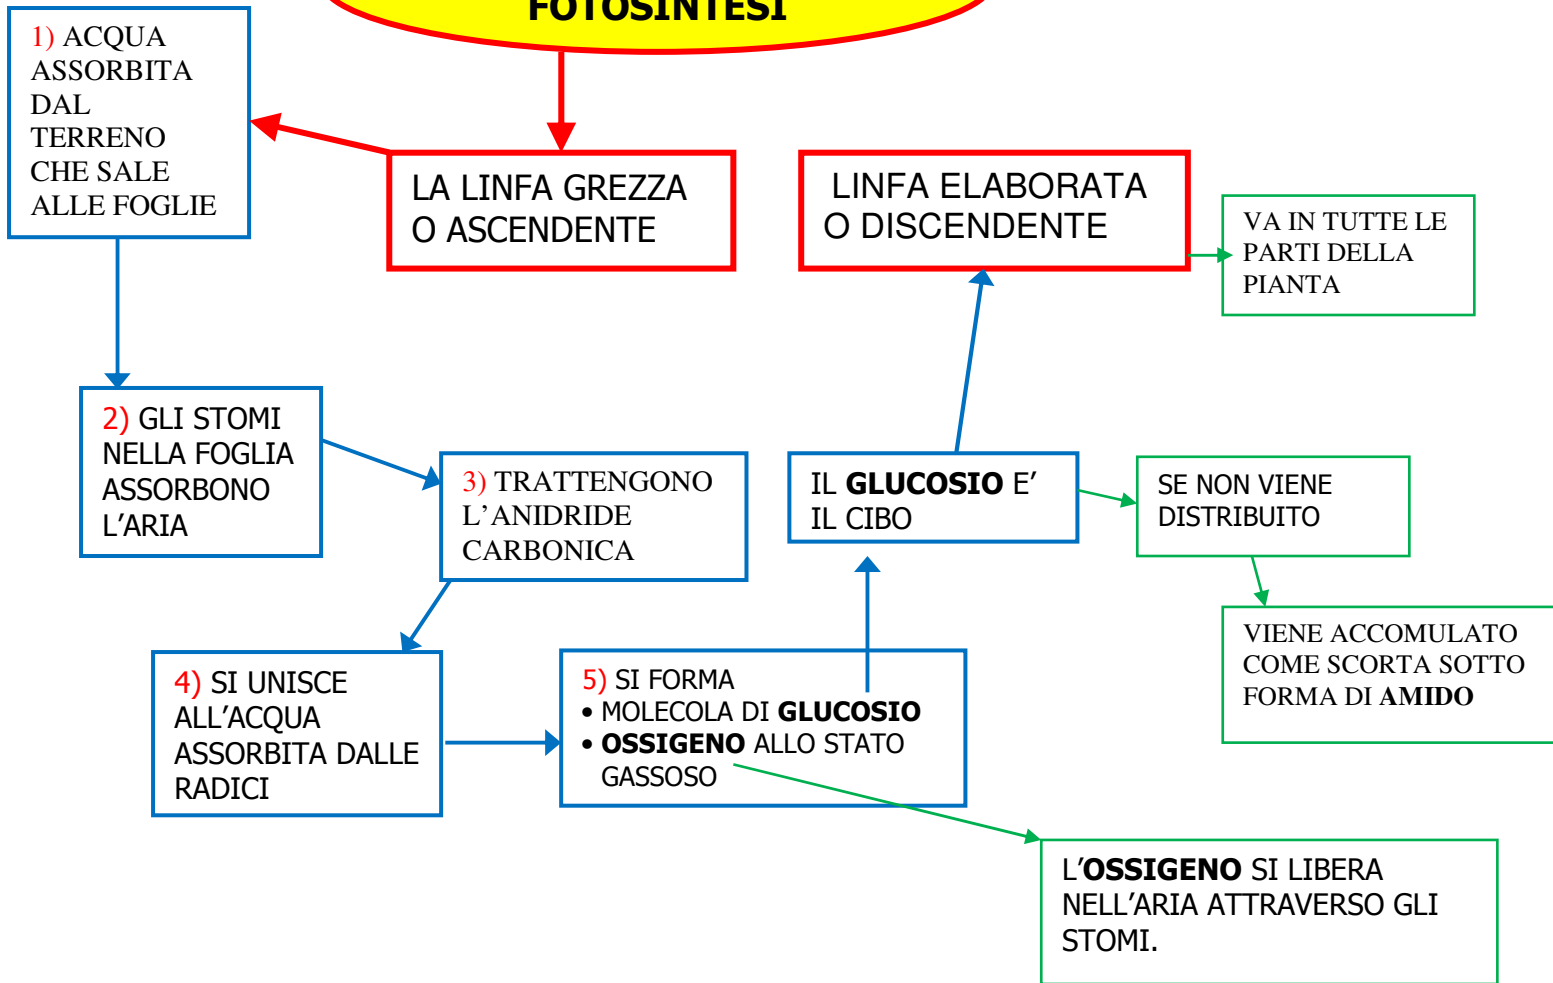 FOTOSINTESI
1) ACQUA
ASSORBITA
DAL
TERRENO
CHE SALE
ALLE FOGLIE
LA LINFA GREZZA
O ASCENDENTE
LINFA ELABORATA
O DISCENDENTE
VA IN TUTTE LE
PARTI DELLA
PIANTA
2) GLI STOMI
NELLA FOGLIA
ASSORBONO
L’ARIA
3) TRATTENGONO
L’ANIDRIDE
CARBONICA
IL GLUCOSIO E’
IL CIBO
SE NON VIENE
DISTRIBUITO
VIENE ACCOMULATO
COME SCORTA SOTTO
FORMA DI AMIDO
4) SI UNISCE
ALL’ACQUA
ASSORBITA DALLE
RADICI
5) SI FORMA
• MOLECOLA DI GLUCOSIO
• OSSIGENO ALLO STATO
GASSOSO
L’OSSIGENO SI LIBERA
NELL’ARIA ATTRAVERSO GLI
STOMI.